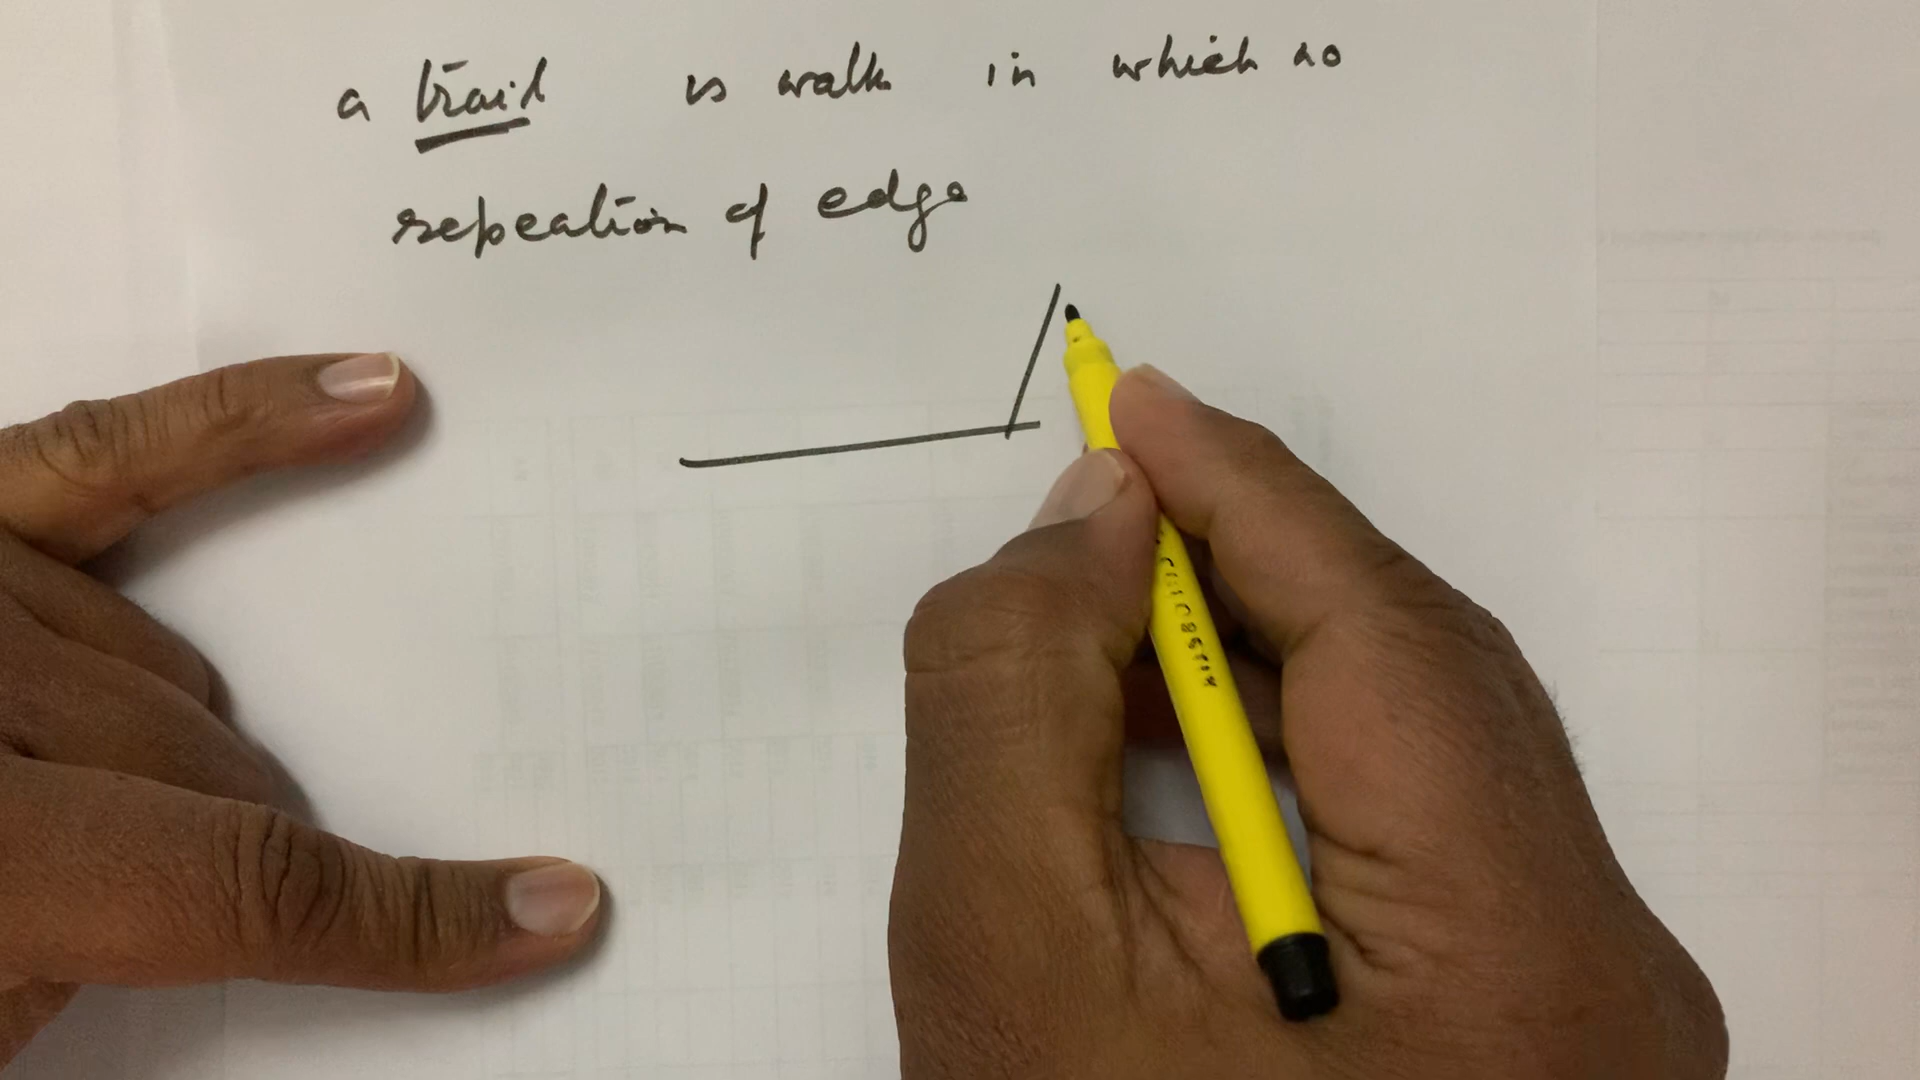 a trail is walk in which no
repeation of edge